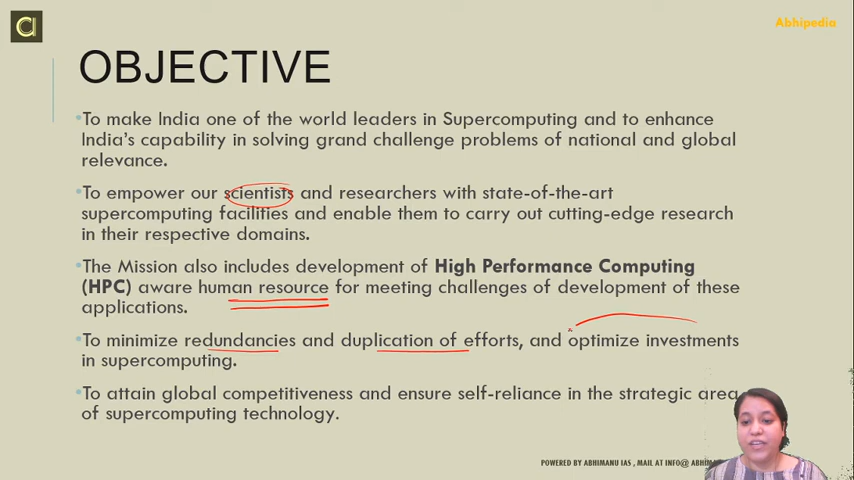 Abhipedia
OBJECTIVE
•To make India one of the world leaders in Supercomputing and to enhance
India's capability in solving grand challenge problems of national and global
relevance.
•To empower our scientists and researchers with state-of-the-art
supercomputing facilities and enable them to carry out cutting-edge research
in their respective domains.
•The Mission also includes development of High Performance Computing
(HPC) aware human resource for meeting challenges of development of these
applications.
•To minimize redundancies and duplication of efforts, and optimize investments
in supercomputing.
•To attain global competitiveness and ensure self-reliance in the strategic area
of supercomputing technology.
POWERED BY ABHIMANU IAS , MAIL AT INFO@